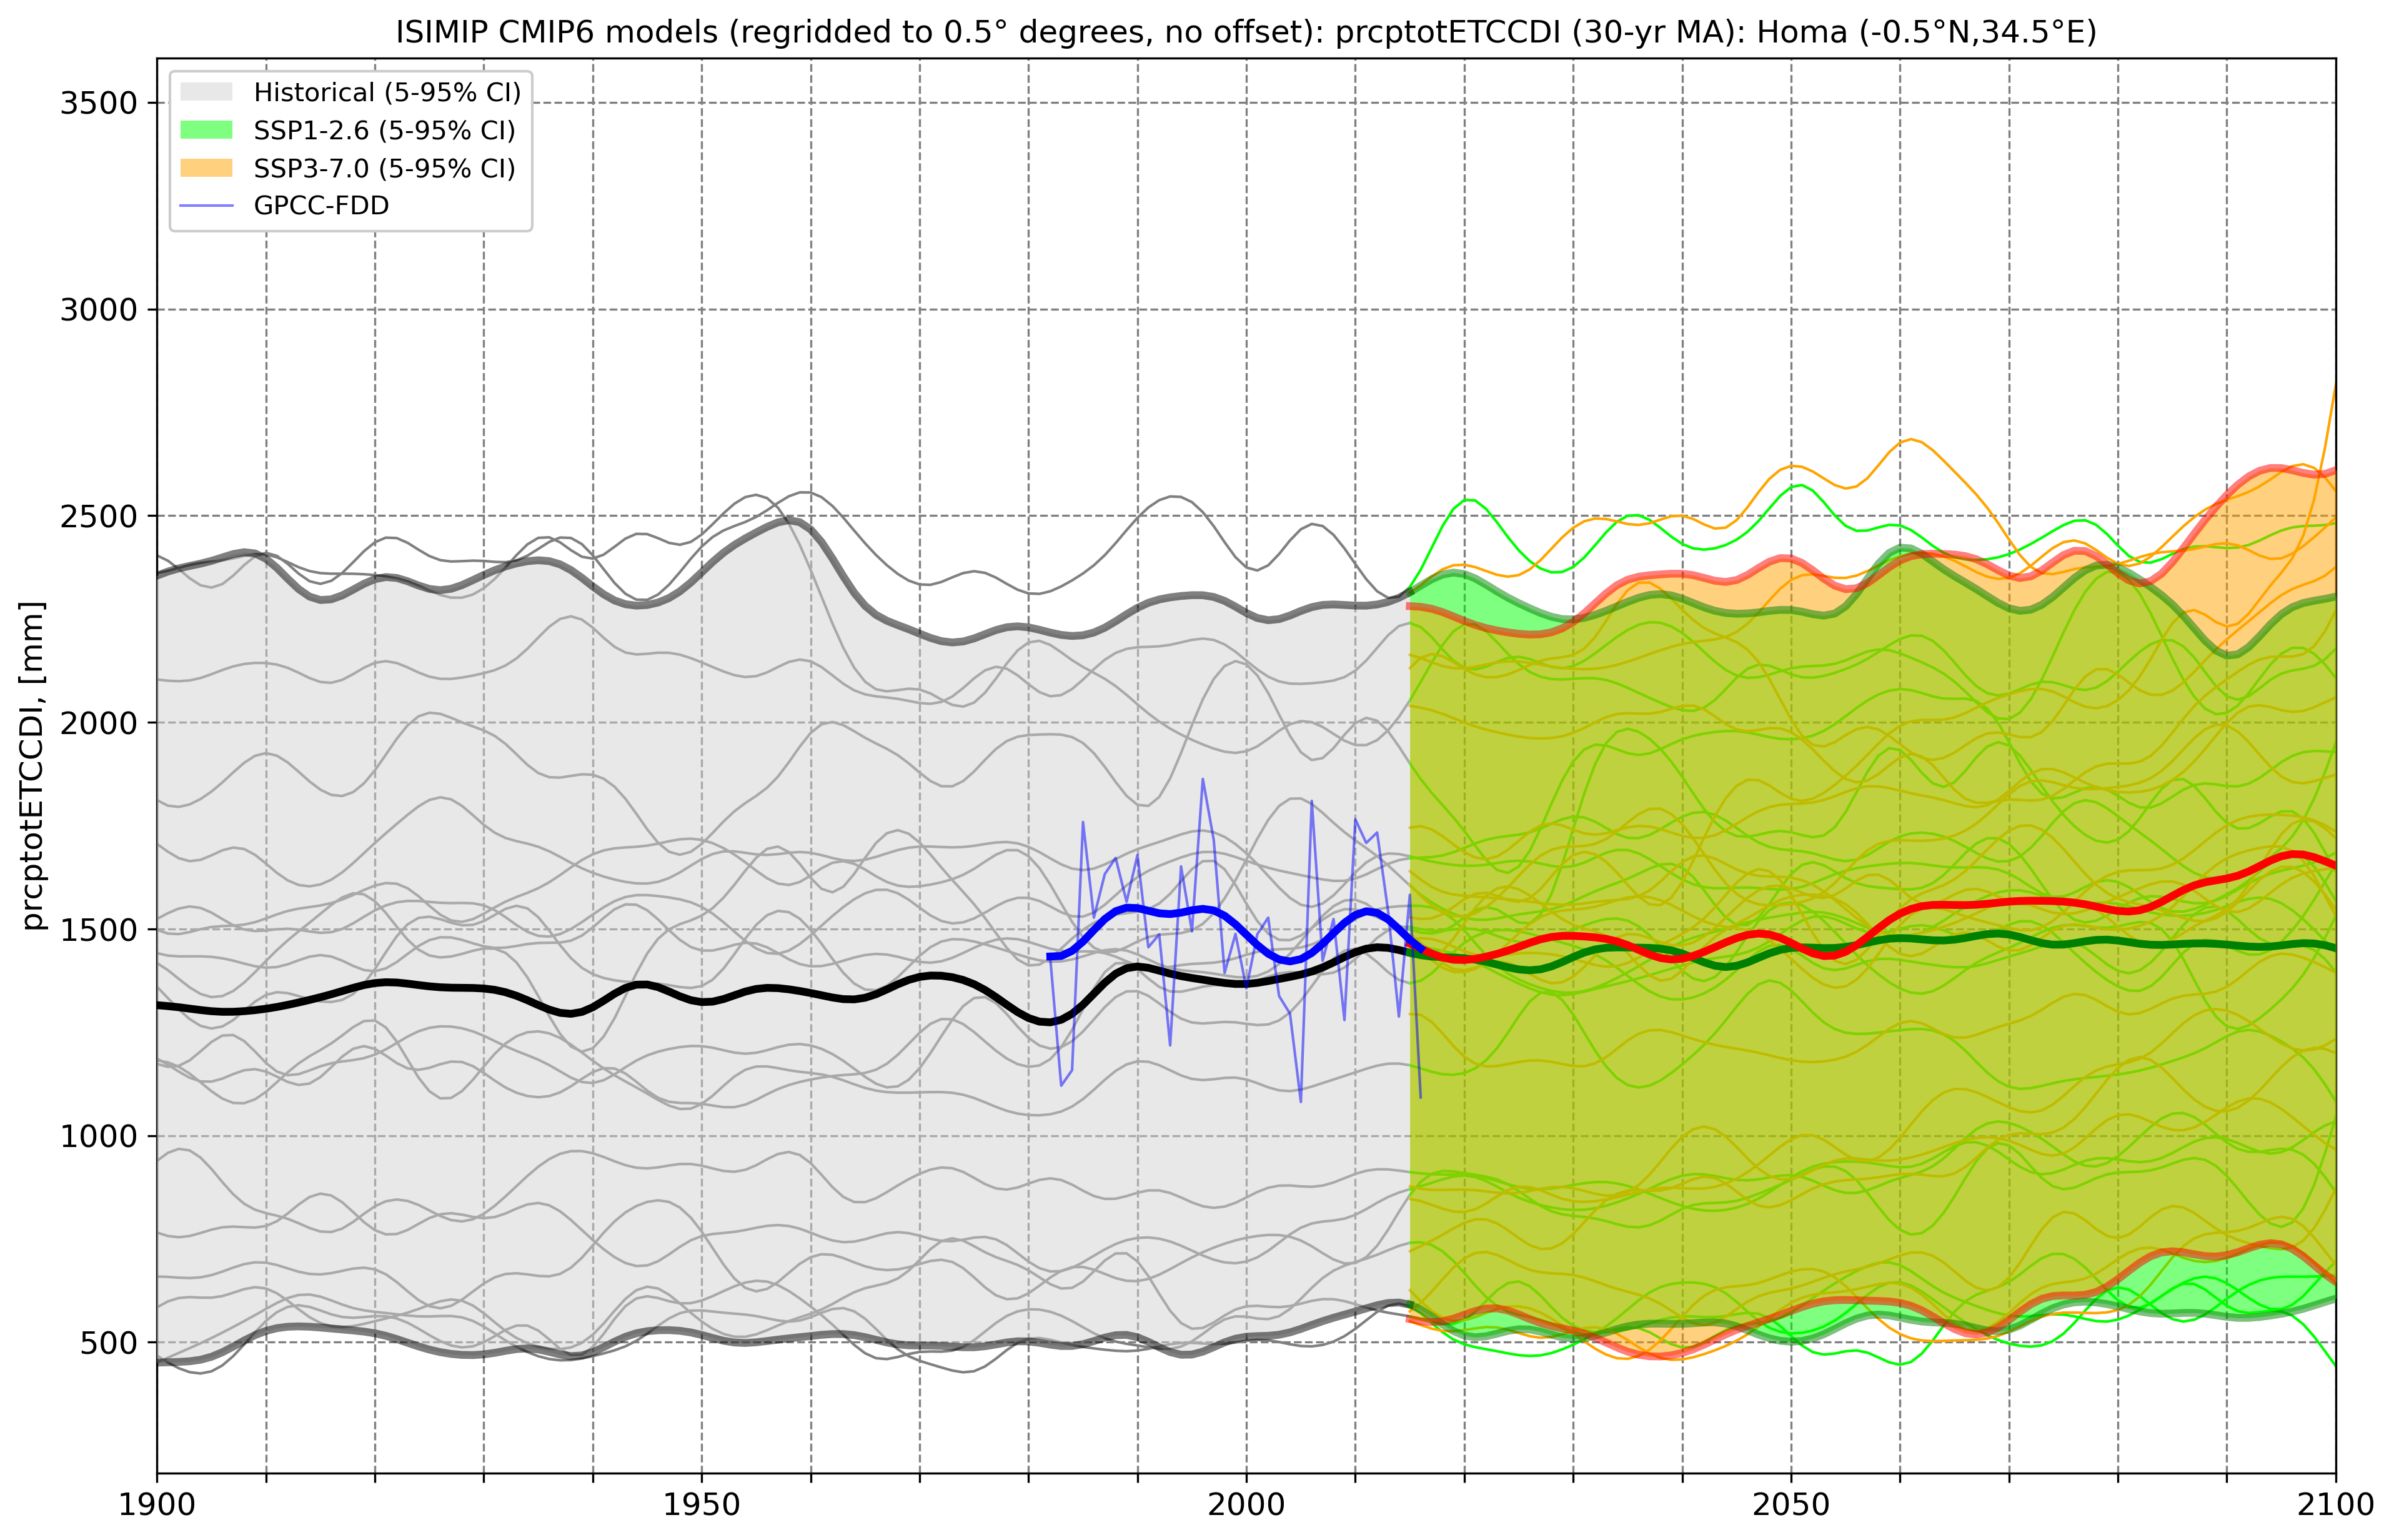 ISIMIP CMIP6 models (regridded to 0.5° degrees, no offset): prcptotETCCDI (30-yr MA): Homa (-0.5°N,34.5°E)
Historical (5-95% CI)
SSP1-2.6 (5-95% CI)
SSP3-7.0 (5-95% CI)
GPCC-FDD
prcptotETCCDI, [mm]
3500
3000
2500
2000
1500
1000
500
1900
1950
2000
2050
2100